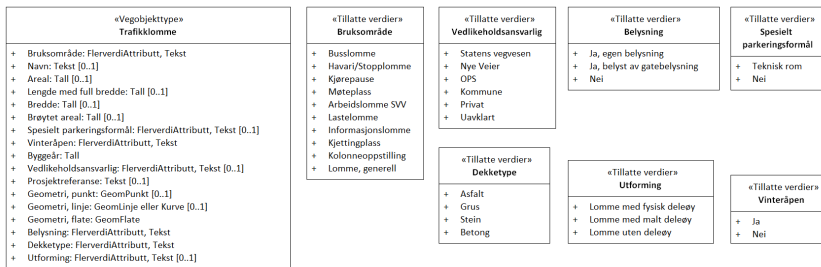 «Vegobjekttype»
Trafikklomme
+ Bruksområde: FlerverdiAttributt, Tekst
+ Navn: Tekst [0..1]
+ Areal: Tall [0..1]
+ Lengde med full bredde: Tall [0..1]
+ Bredde: Tall [0..1]
+ Brøytet areal: Tall [0..1]
+ Spesielt parkeringsformål: FlerverdiAttributt, Tekst [0..1]
+ Vinteråpen: FlerverdiAttributt, Tekst
+ Byggeår: Tall
+ Vedlikeholdsansvarlig: FlerverdiAttributt, Tekst [0..1]
+ Prosjektreferanse: Tekst [0..1]
+ Geometri, punkt: GeomPunkt [0..1]
+ Geometri, linje: GeomLinje eller Kurve [0..1]
+ Geometri, flate: GeomFlate
+ Belysning: FlerverdiAttributt, Tekst
+ Dekketype: FlerverdiAttributt, Tekst
+ Utforming: FlerverdiAttributt, Tekst [0..1]
«Tillatte verdier»
Bruksområde
+ Busslomme
+ Havari/Stopplomme
+ Kjørepause
+ Møteplass
+ Arbeidslomme SVV
+ Lastelomme
+ Informasjonslomme
+ Kjettingplass
+ Kolonneoppstilling
+ Lomme, generell
«Tillatte verdier»
Vedlikeholdsansvarlig
+ Statens vegvesen
+ Nye Veier
+ OPS
+ Kommune
+ Privat
+ Uavklart
«Tillatte verdier»
Belysning
+ Ja, egen belysning
+ Ja, belyst av gatebelysning
+ Nei
«Tillatte verdier»
Spesielt
parkeringsformål
+ Teknisk rom
+ Nei
«Tillatte verdier»
Dekketype
+ Asfalt
+ Grus
+ Stein
+ Betong
«Tillatte verdier»
Utforming
+ Lomme med fysisk deleøy
+ Lomme med malt deleøy
+ Lomme uten deleøy
«Tillatte verdier»
Vinteråpen
+ Ja
+ Nei